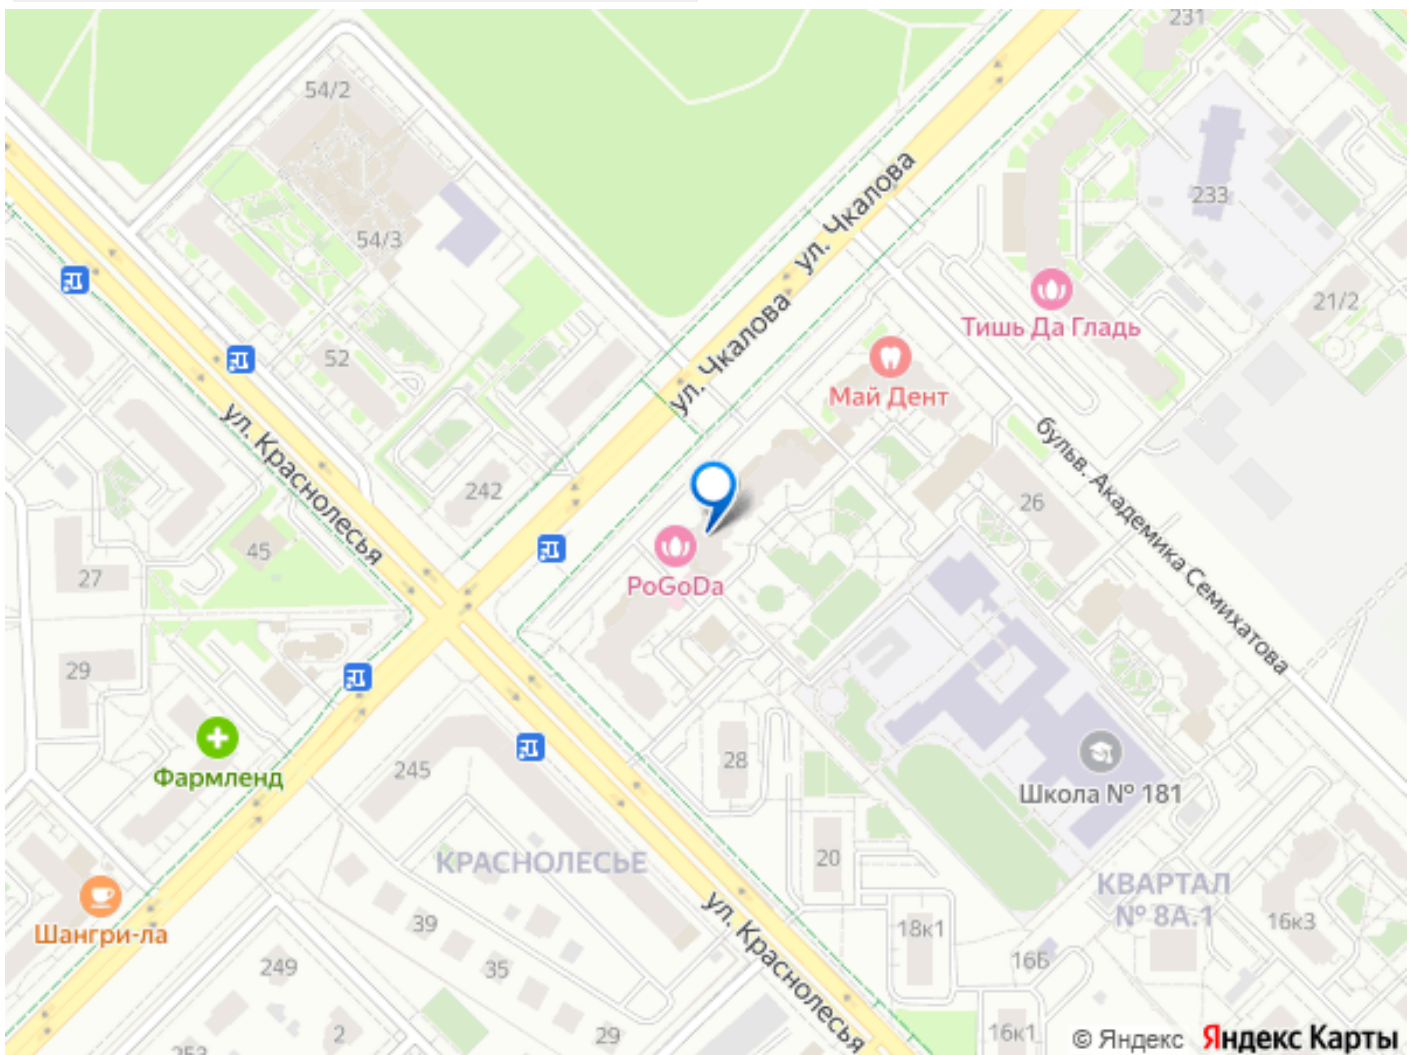 231
54/2
ул. Чкалова
233
54/3
21/2
Тишь Да Гладь
ул. Чкалова
52
Май Дент
ул. Краснолесья
бульв. Академика Семихатова
242
26
45
27
PoGoDa
29
28
Фармленд
245
Школа № 181
КРАСНОЛЕСЬЕ
20
КВАРТАЛ
№ 8А.1
Шангри-ла
39
18к1
16к3
ул. Краснолесья
249
35
16Б
2
29
16к1
253
© Яндекс Яндекс Карты